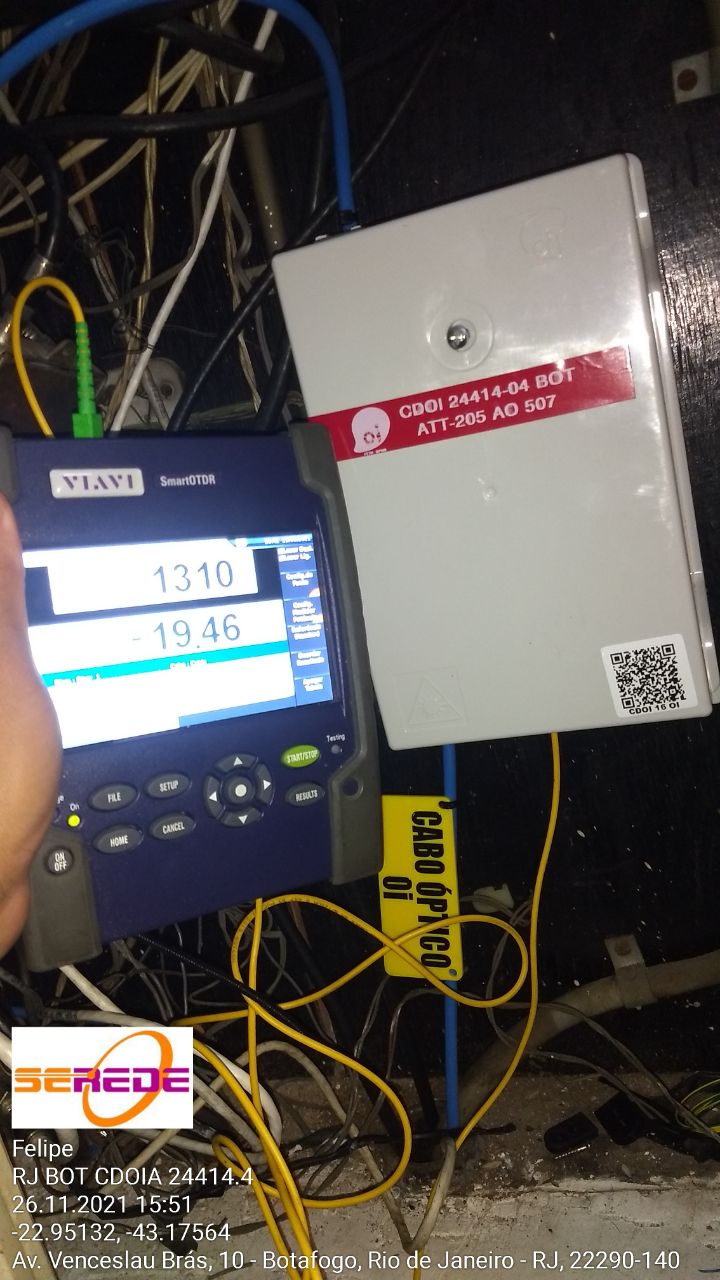 CDOI 24414-04 BOT
ATT-205 AO 507
Oi
VIAVI
SmartOTDR
1310
-19.46
CDOI 16 OI
Testing
START/STOP
FILE
SETUP
RESULTS
On
HOME
CANCEL
ON
OFF
CABO ÓPTICO
Oi
SEREDE
Felipe
RJ BOT CDOIA 24414.4
26.11.2021 15:51
-22.95132, -43.17564
Av. Venceslau Brás, 10 - Botafogo, Rio de Janeiro - RJ, 22290-140